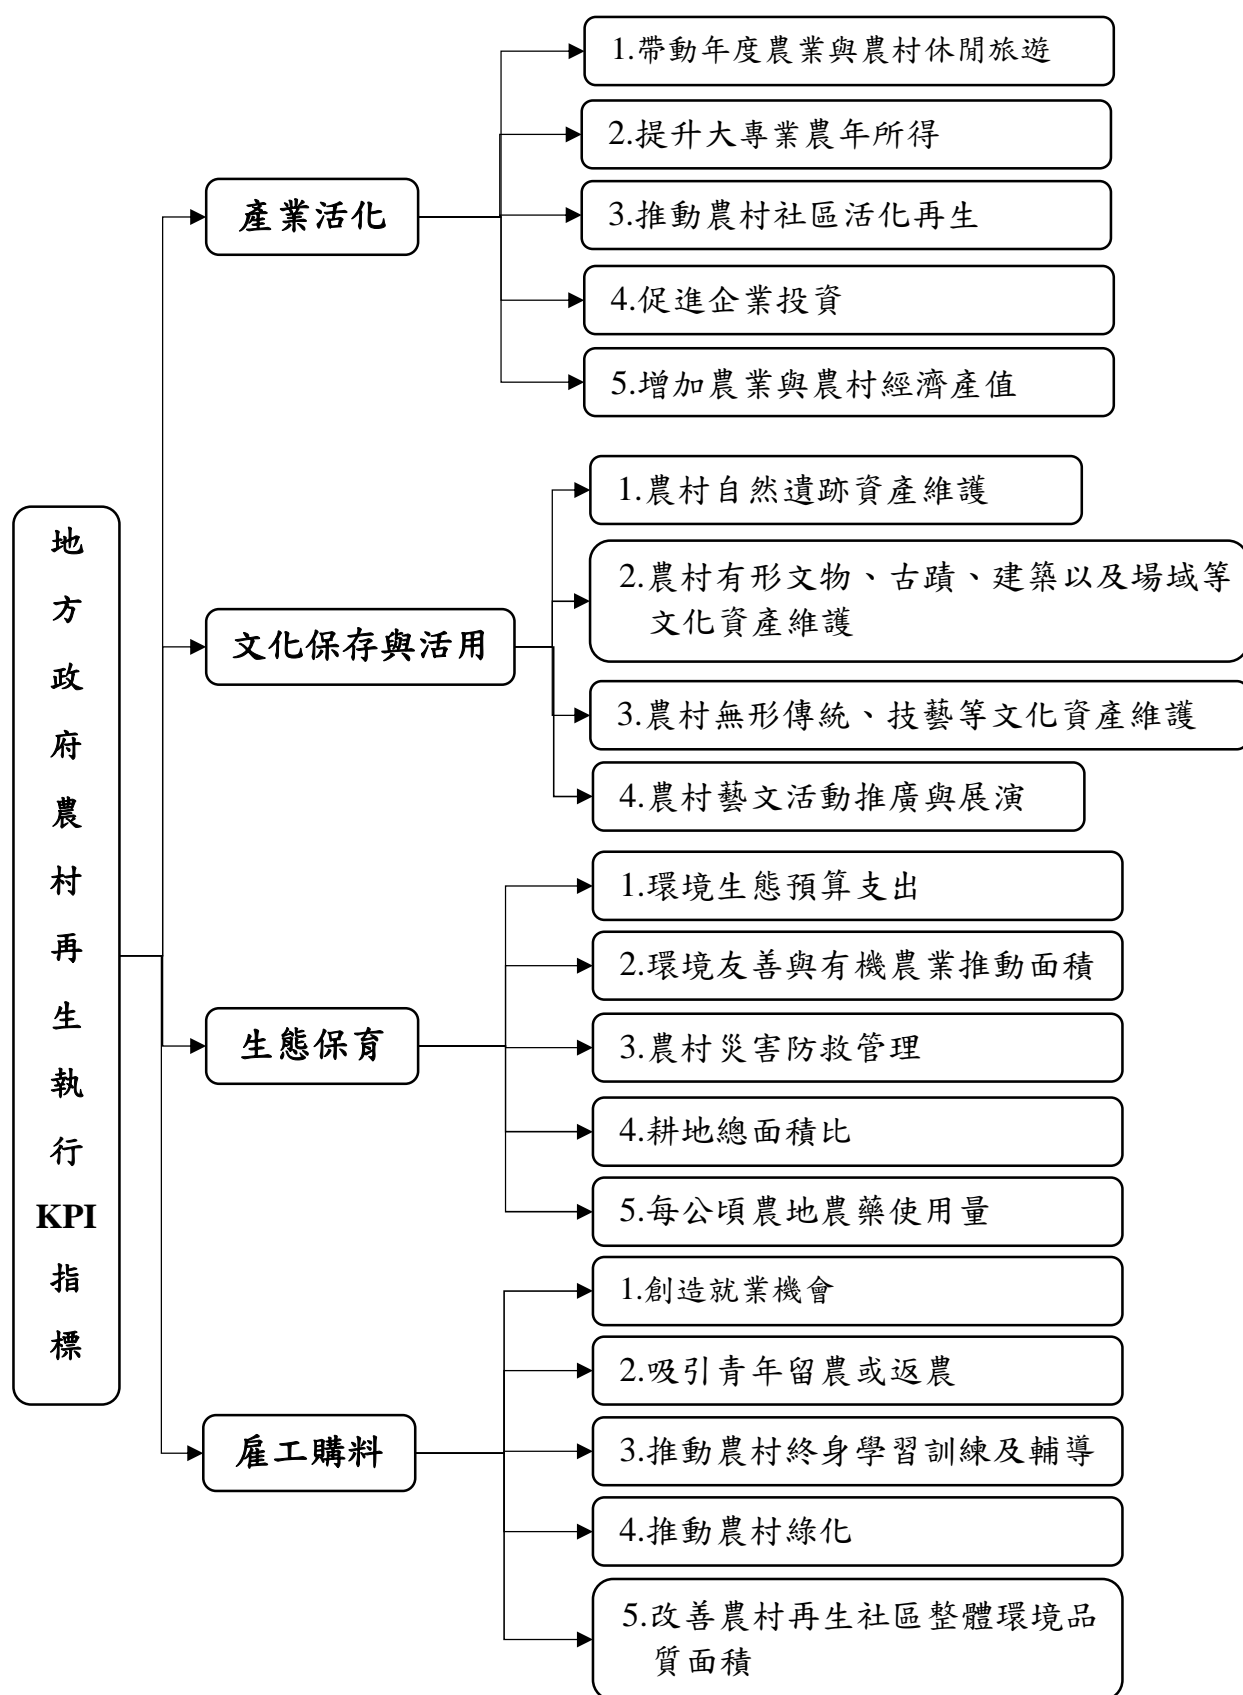 地方政府農村再生執行KPI指標
產業活化
1.帶動年度農業與農村休閒旅遊
2.提升大專業農年所得
3.推動農村社區活化再生
4.促進企業投資
5.增加農業與農村經濟產值
文化保存與活用
1.農村自然遺跡資產維護
2.農村有形文物、古蹟、建築以及場域等
文化資產維護
3.農村無形傳統、技藝等文化資產維護
4.農村藝文活動推廣與展演
生態保育
1.環境生態預算支出
2.環境友善與有機農業推動面積
3.農村災害防救管理
4.耕地總面積比
5.每公頃農地農藥使用量
雇工購料
1.創造就業機會
2.吸引青年留農或返農
3.推動農村終身學習訓練及輔導
4.推動農村綠化
5.改善農村再生社區整體環境品
質面積